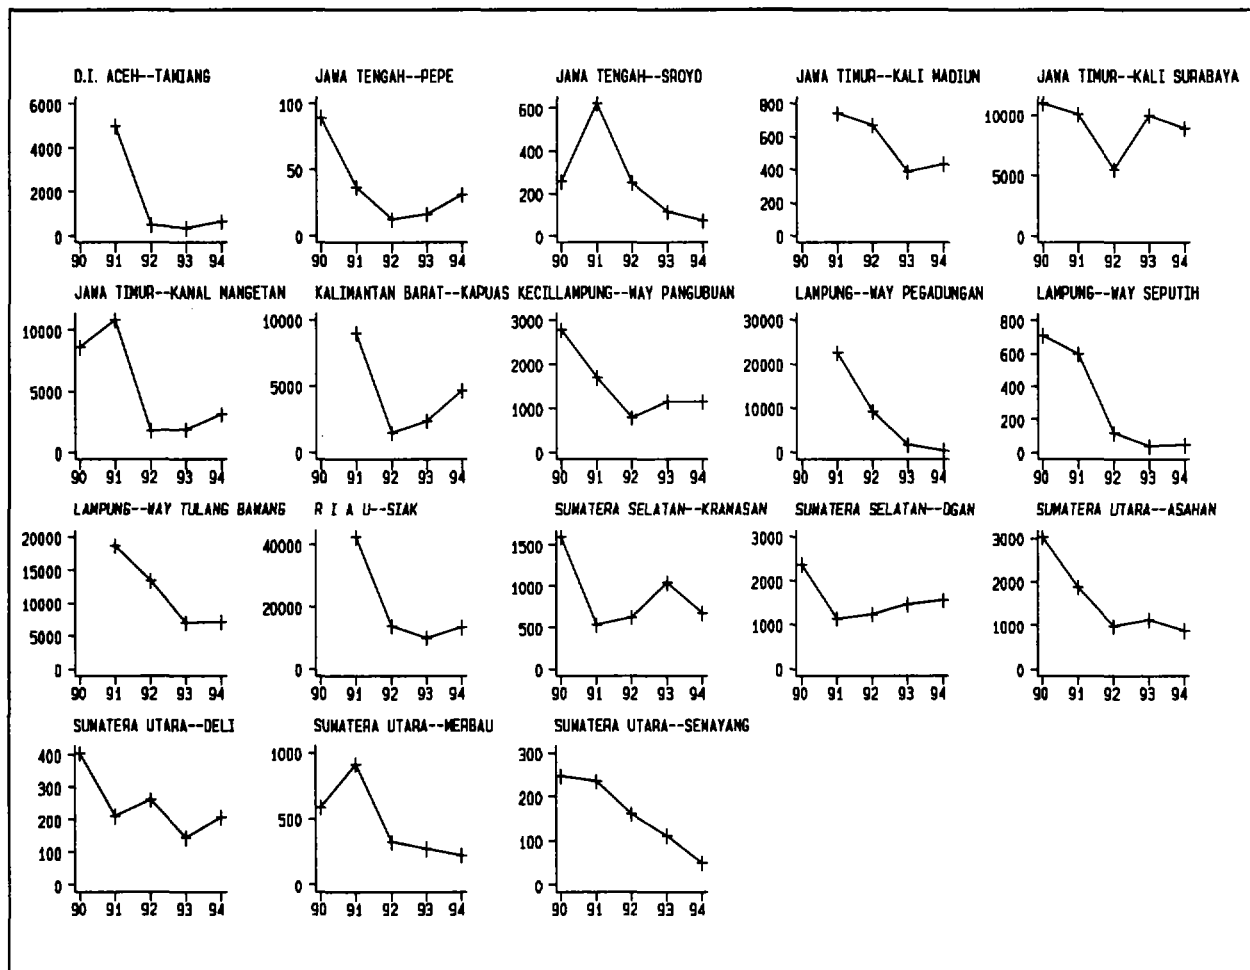 D.I. ACEH--TAMIANG JAWA TENGAH--PEPE JAWA TENGAH--SROYO JAWA TIMUR--KALI MADIUN JAWA TIMUR--KALI SURABAYA
6000 100 600 800 10000
4000 50 400 600 5000
2000 0 200 400 0
0 0 200
0
90 91 92 93 94 90 91 92 93 94 90 91 92 93 94 90 91 92 93 94 90 91 92 93 94
JAWA TIMUR--KANAL MANGETAN KALIMANTAN BARAT--KAPUAS KECIL LAMPUNG--WAY PANGUBUAN LAMPUNG--WAY PEGADUNGAN LAMPUNG--WAY SEPUTIH
10000 10000 3000 30000 800
5000 5000 2000 20000 600
0 0 1000 10000 400
0 0 200
0
90 91 92 93 94 90 91 92 93 94 90 91 92 93 94 90 91 92 93 94 90 91 92 93 94
LAMPUNG--WAY TULANG BAWANG R I A U--SIAK SUMATERA SELATAN--KRAMASAN SUMATERA SELATAN--OGAN SUMATERA UTARA--ASAHAN
20000 40000 1500 3000 3000
15000 20000 1000 2000 2000
10000 0 500 1000 1000
5000 0 0 0
0
90 91 92 93 94 90 91 92 93 94 90 91 92 93 94 90 91 92 93 94 90 91 92 93 94
SUMATERA UTARA--DELI SUMATERA UTARA--MERBAU SUMATERA UTARA--SEMAYANG
400 1000 300
300 500 200
200 0 100
100 0
0
90 91 92 93 94 90 91 92 93 94 90 91 92 93 94